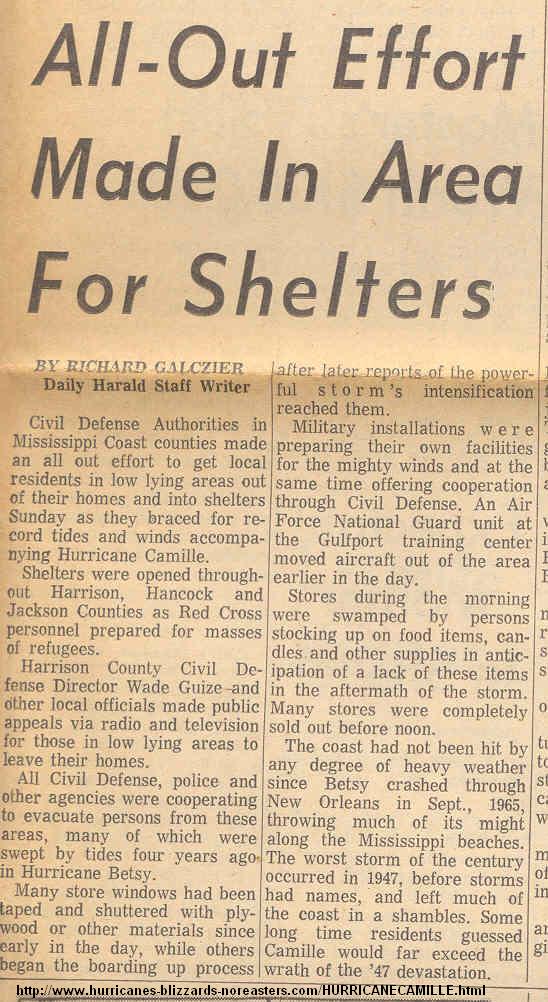 All-Out Effort
Made In Area
For Shelters
BY RICHARD GALCZIER
Daily Harald Staff Writer
Civil Defense Authorities in
Mississippi Coast counties made
an all out effort to get local
residents in low lying areas out
of their homes and into shelters
Sunday as they braced for re-
cord tides and winds accompa-
nying Hurricane Camille.
Shelters were opened through-
out Harrison, Hancock and
Jackson Counties as Red Cross
personnel prepared for masses
of refugees.
Harrison County Civil De-
fense Director Wade Guize and
other local officials made public
appeals via radio and television
for those in low lying areas to
leave their homes.
All Civil Defense, police and
other agencies were cooperating
to evacuate persons from these
areas, many of which were
swept by tides four years ago
in Hurricane Betsy.
Many store windows had been
taped and shuttered with ply-
wood or other materials since
early in the day, while others
began the boarding up process
after later reports of the power-
ful storm's intensification
reached them.
Military installations were
preparing their own facilities
for the mighty winds and at the
same time offering cooperation
through Civil Defense. An Air
Force National Guard unit at
the Gulfport training center
moved aircraft out of the area
earlier in the day.
Stores during the morning
were swamped by persons
stocking up on food items, can-
dles and other supplies in antic-
ipation of a lack of these items
in the aftermath of the storm.
Many stores were completely
sold out before noon.
The coast had not been hit by
any degree of heavy weather
since Betsy crashed through
New Orleans in Sept., 1965,
throwing much of its might
along the Mississippi beaches.
The worst storm of the century
occurred in 1947, before storms
had names, and left much of
the coast in a shambles. Some
long time residents guessed
Camille would far exceed the
wrath of the '47 devastation.
http://www.hurricanes-blizzards-noreasters.com/HURRICANECAMILLE.html